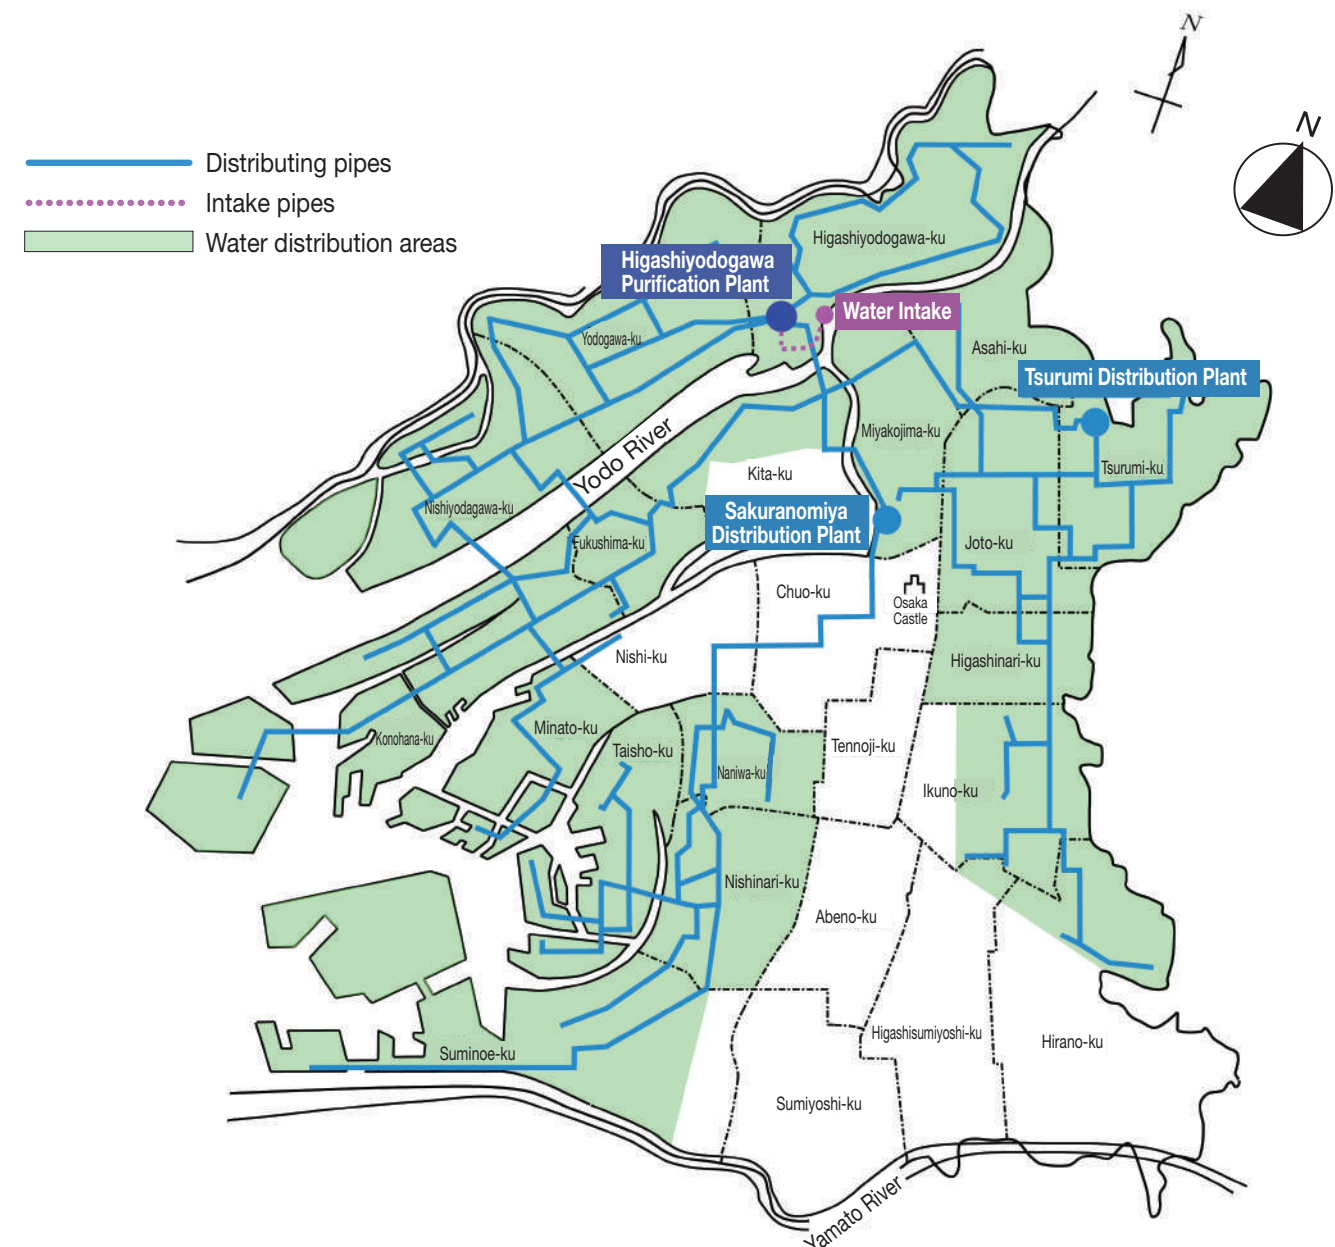 N
N
Distributing pipes
Intake pipes
Water distribution areas
Higashiyodogawa-ku
Higashiyodogawa
Purification Plant
Water Intake
Yodogawa-ku
Asahi-ku
Tsurumi Distribution Plant
Miyakojima-ku
Yodo River
Tsurumi-ku
Kita-ku
Nishiyodagawa-ku
Sakuranomiya
Distribution Plant
Fukushima-ku
Joto-ku
Chuo-ku
Osaka
Castle
Nishi-ku
Higashinari-ku
Minato-ku
Konohana-ku
Taisho-ku
Tennoji-ku
Naniwa-ku
Ikuno-ku
Nishinari-ku
Abeno-ku
Higashisumiyoshi-ku
Hirano-ku
Suminoe-ku
Sumiyoshi-ku
Yamato River